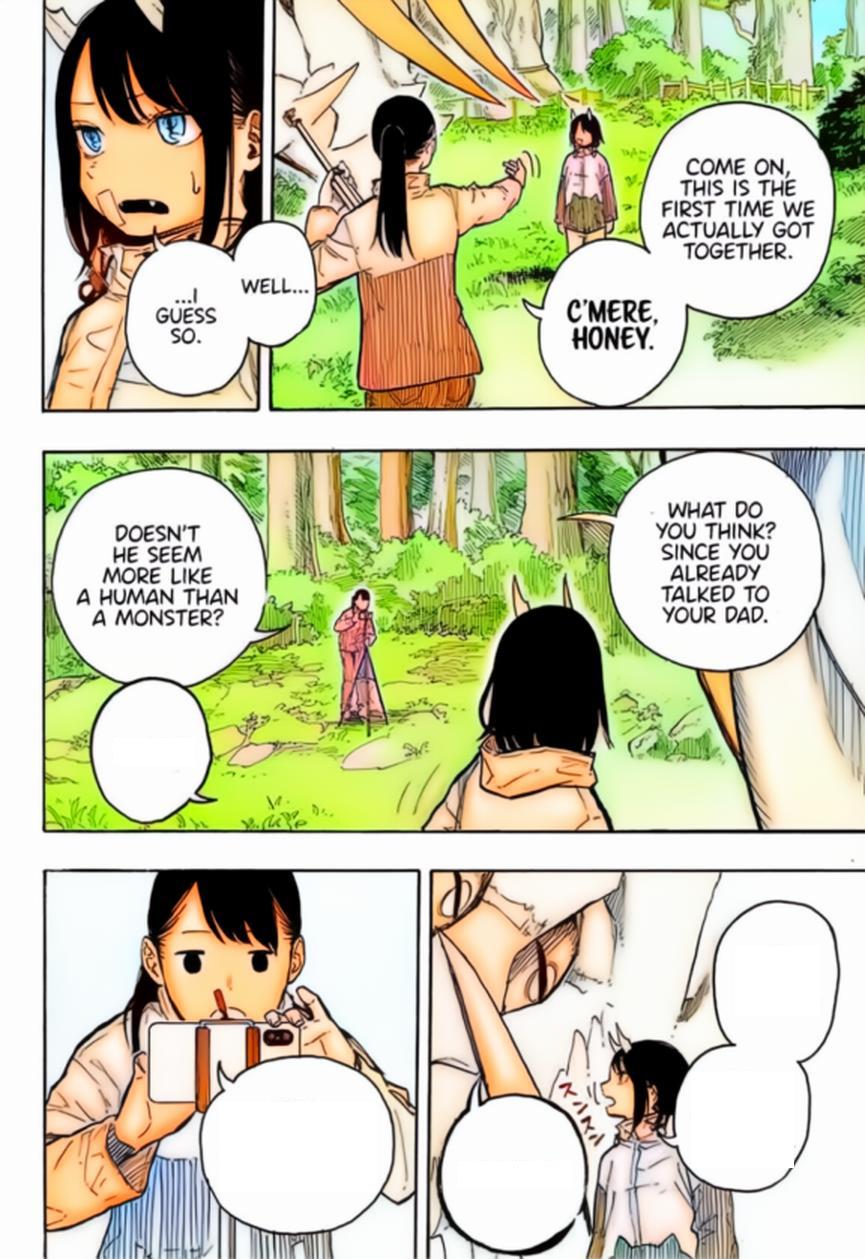 COME ON,
THIS IS THE
FIRST TIME WE
ACTUALLY GOT
TOGETHER.
C'MERE,
HONEY.
WELL...
...I
GUESS
SO.
WHAT DO
YOU THINK?
SINCE YOU
ALREADY
TALKED TO
YOUR DAD.
DOESN'T
HE SEEM
MORE LIKE
A HUMAN THAN
A MONSTER?